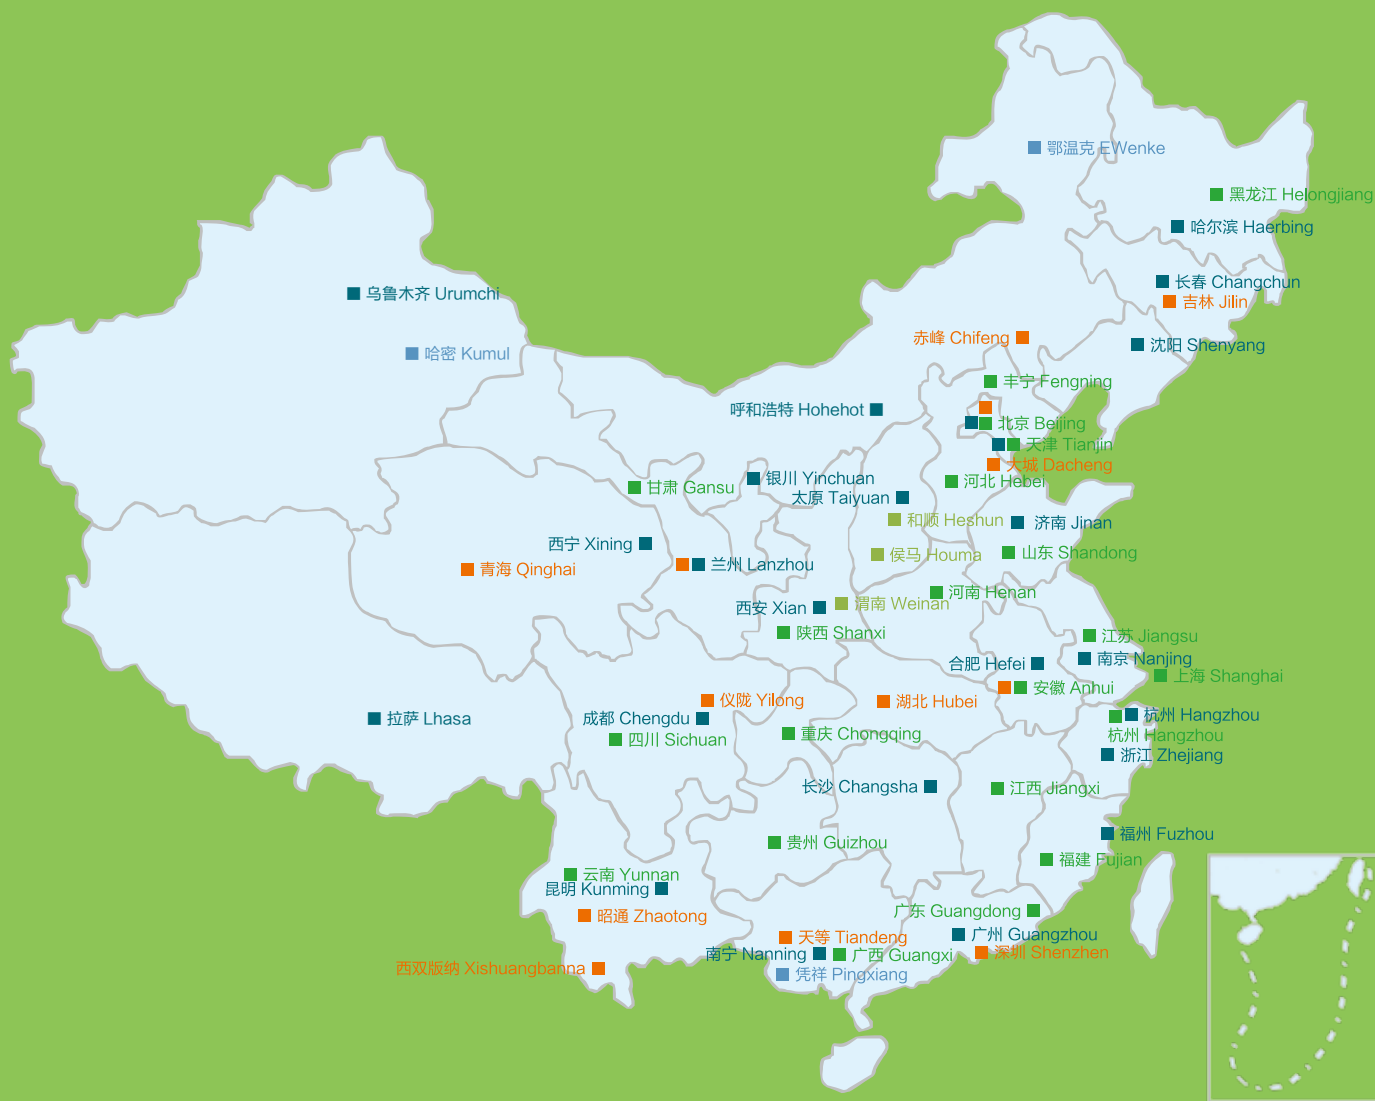 鄂温克 EWenke
黑龙江 Helongjiang
哈尔滨 Haerbing
长春 Changchun
乌鲁木齐 Urumchi
吉林 Jilin
赤峰 Chifeng
沈阳 Shenyang
哈密 Kumul
丰宁 Fengning
呼和浩特 Hohehot
北京 Beijing
天津 Tianjin
大城 Dacheng
银川 Yinchuan
河北 Hebei
甘肃 Gansu
太原 Taiyuan
和顺 Heshun
济南 Jinan
西宁 Xining
侯马 Houma
山东 Shandong
青海 Qinghai
兰州 Lanzhou
河南 Henan
西安 Xian
渭南 Weinan
陕西 Shanxi
江苏 Jiangsu
南京 Nanjing
合肥 Hefei
上海 Shanghai
安徽 Anhui
仪陇 Yilong
湖北 Hubei
杭州 Hangzhou
拉萨 Lhasa
成都 Chengdu
重庆 Chongqing
杭州 Hangzhou
四川 Sichuan
浙江 Zhejiang
长沙 Changsha
江西 Jiangxi
福州 Fuzhou
贵州 Guizhou
福建 Fujian
云南 Yunnan
昆明 Kunming
广东 Guangdong
昭通 Zhaotong
天等 Tiandeng
广州 Guangzhou
南宁 Nanning
广西 Guangxi
深圳 Shenzhen
西双版纳 Xishuangbanna
凭祥 Pingxiang